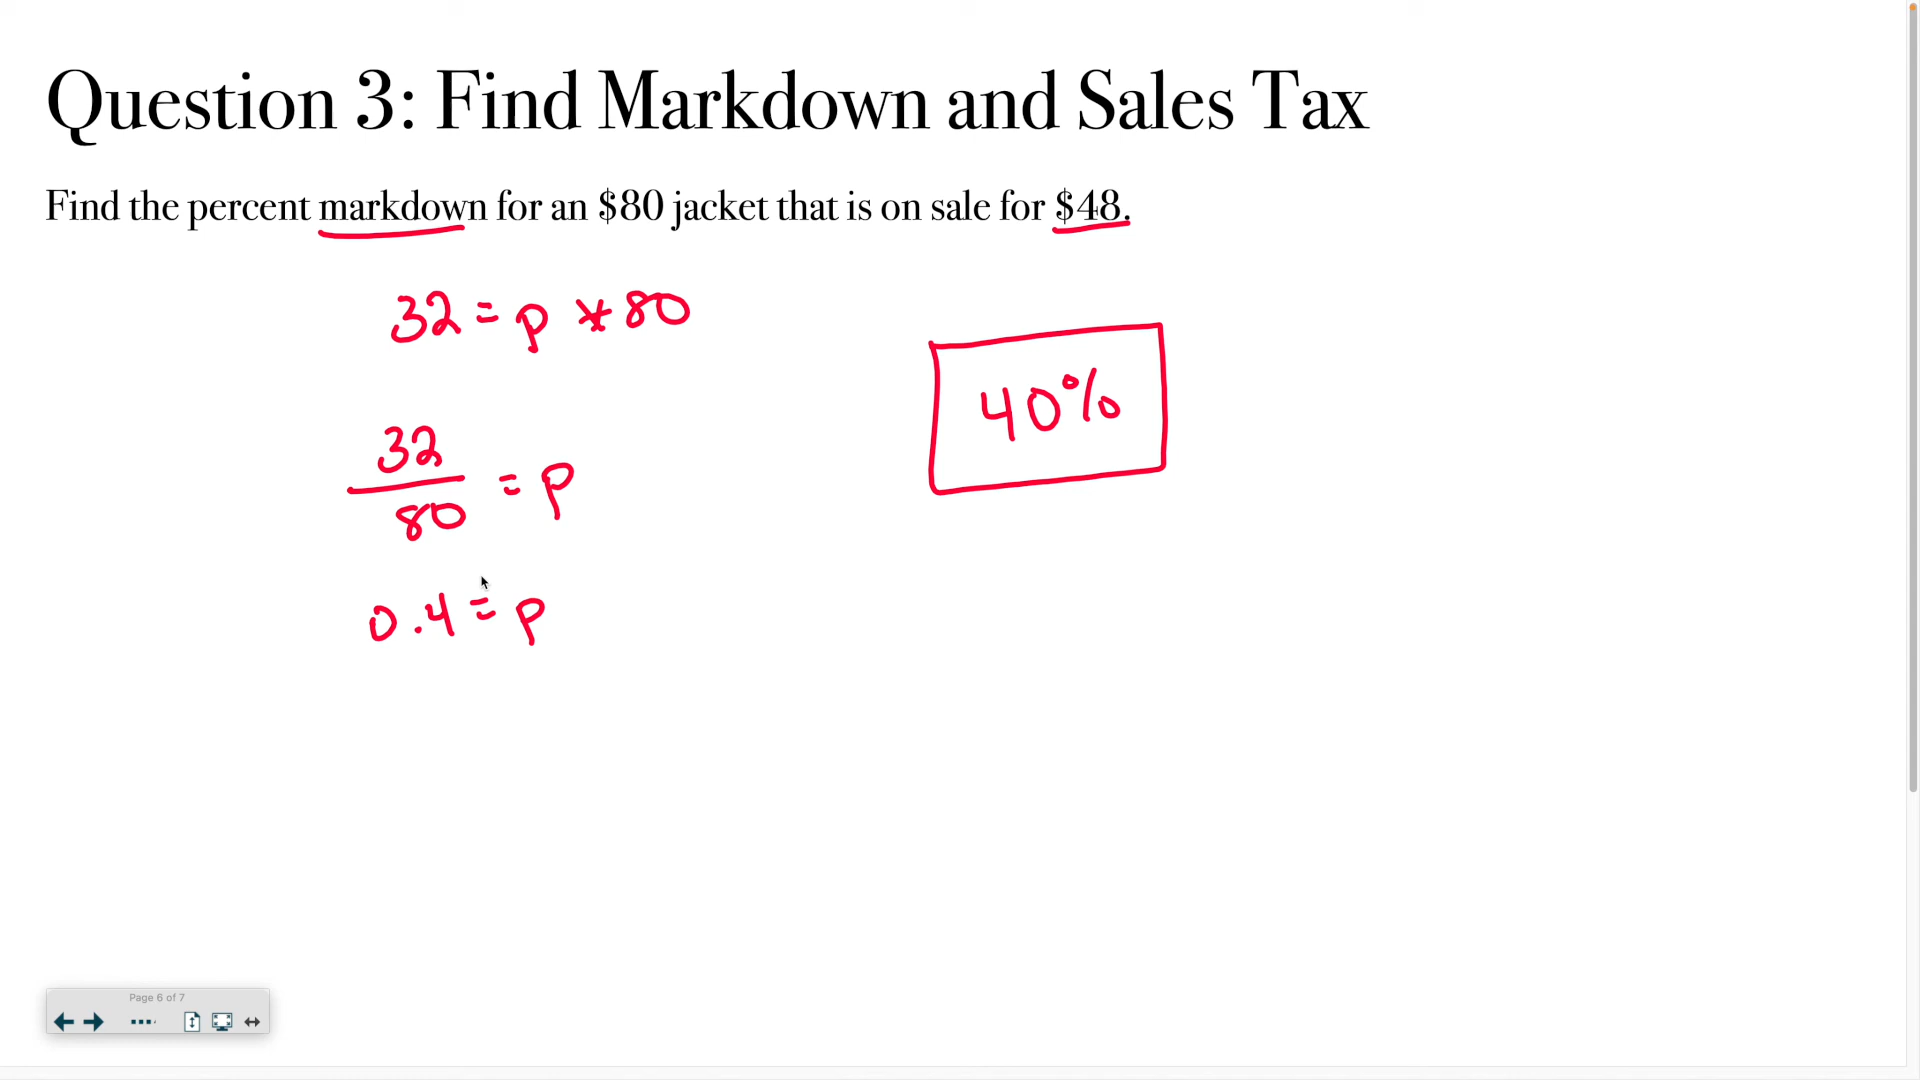 Question 3: Find Markdown and Sales Tax
Find the percent markdown for an $80 jacket that is on sale for $48.
32 = p * 80
40%
32
80 = p
0.4 = p
Page 6 of 7